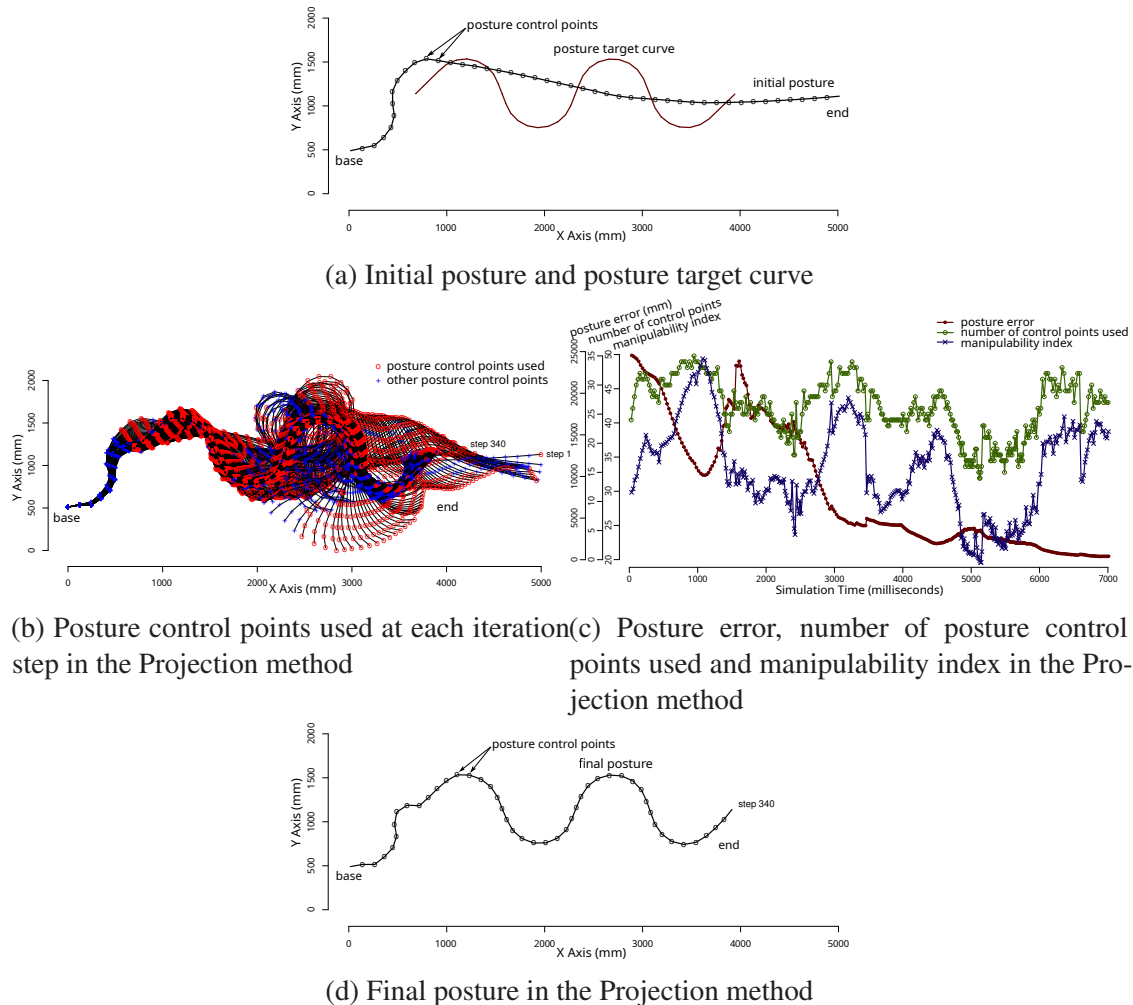 posture control points
posture target curve
initial posture
end
base
Y Axis (mm)
0
500
1000
1500
2000
0
1000
2000
3000
4000
5000
X Axis (mm)
(a) Initial posture and posture target curve
posture control points used
other posture control points
step 340
step 1
end
base
Y Axis (mm)
0
500
1000
1500
2000
0
1000
2000
3000
4000
5000
X Axis (mm)
posture error (mm)
number of control points
manipulability index
posture error
number of control points used
manipulability index
0
5000
10000
15000
20000
25000
0
5
10
15
20
25
30
35
20
25
30
35
40
45
50
0
1000
2000
3000
4000
5000
6000
7000
Simulation Time (milliseconds)
(b) Posture control points used at each iteration
step in the Projection method
(c) Posture error, number of posture control
points used and manipulability index in the Pro-
jection method
posture control points
final posture
step 340
end
base
Y Axis (mm)
0
500
1000
1500
2000
0
1000
2000
3000
4000
5000
X Axis (mm)
(d) Final posture in the Projection method